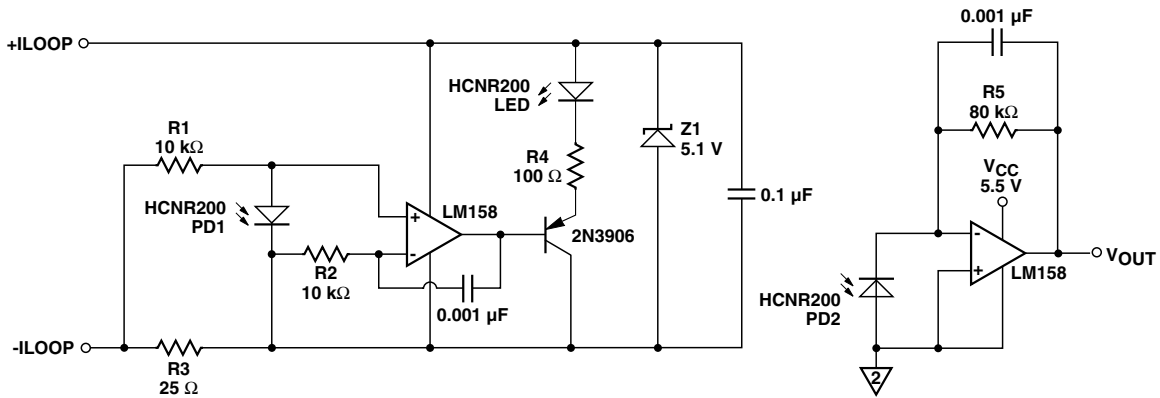 +ILOOP
HCNR200
LED
R1
10 kΩ
R4
100 Ω
Z1
5.1 V
0.1 µF
HCNR200
PD1
LM158
+
-
2N3906
R2
10 kΩ
0.001 µF
-ILOOP
R3
25 Ω
0.001 µF
R5
80 kΩ
VCC
5.5 V
-
+
LM158
VOUT
HCNR200
PD2
2